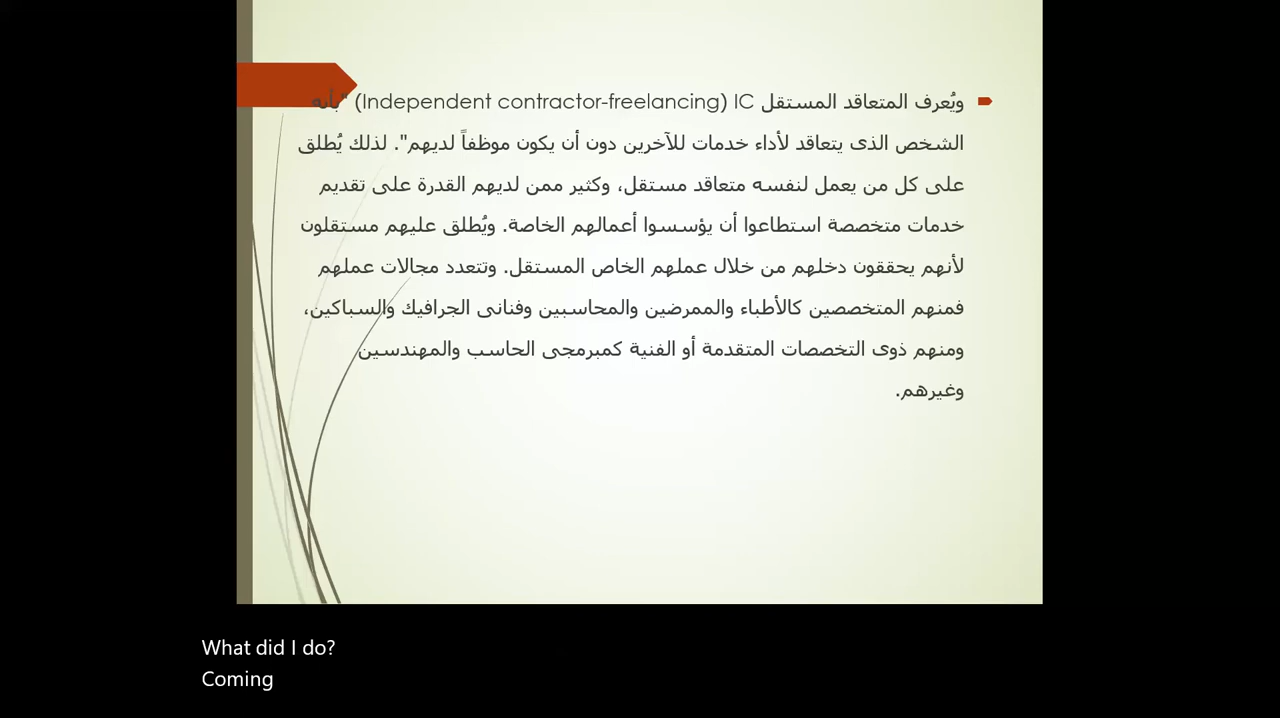 ويُعرف المتعاقد المستقل IC (Independent contractor-freelancing) "بأنه
الشخص الذى يتعاقد لأداء خدمات للآخرين دون أن يكون موظفاً لديهم". لذلك يُطلق
على كل من يعمل لنفسه متعاقد مستقل، وكثير ممن لديهم القدرة على تقديم
خدمات متخصصة استطاعوا أن يؤسسوا أعمالهم الخاصة. ويُطلق عليهم مستقلون
لأنهم يحققون دخلهم من خلال عملهم الخاص المستقل. وتتعدد مجالات عملهم
فمنهم المتخصصين كالأطباء والممرضين والمحاسبين وفنانى الجرافيك والسباكين،
ومنهم ذوى التخصصات المتقدمة أو الفنية كمبرمجى الحاسب والمهندسين
وغيرهم.
What did I do?
Coming